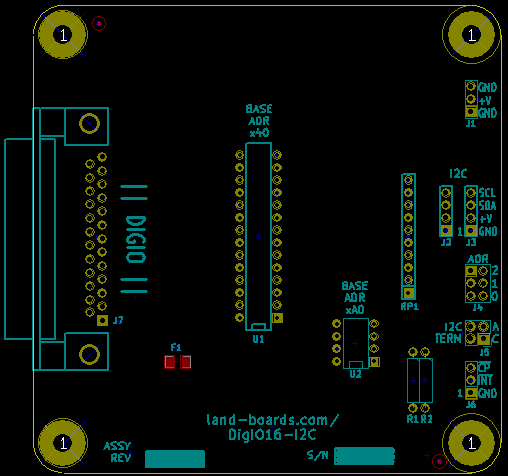 1
1
GND
+V
GND
J1
BASE
ADR
x40
I2C
SCL
SDA
+V
1 GND
J2 J3
DIGIO
ADR
2
1
0
J4
BASE
ADR
xA0
RP1
J7
U1
I2C A
TERM C
J5
F1
U2
CP
INT
1 GND
J6
R1 R2
land-boards.com/
DigIO16-I2C
1
1
ASSY
REV
S/N